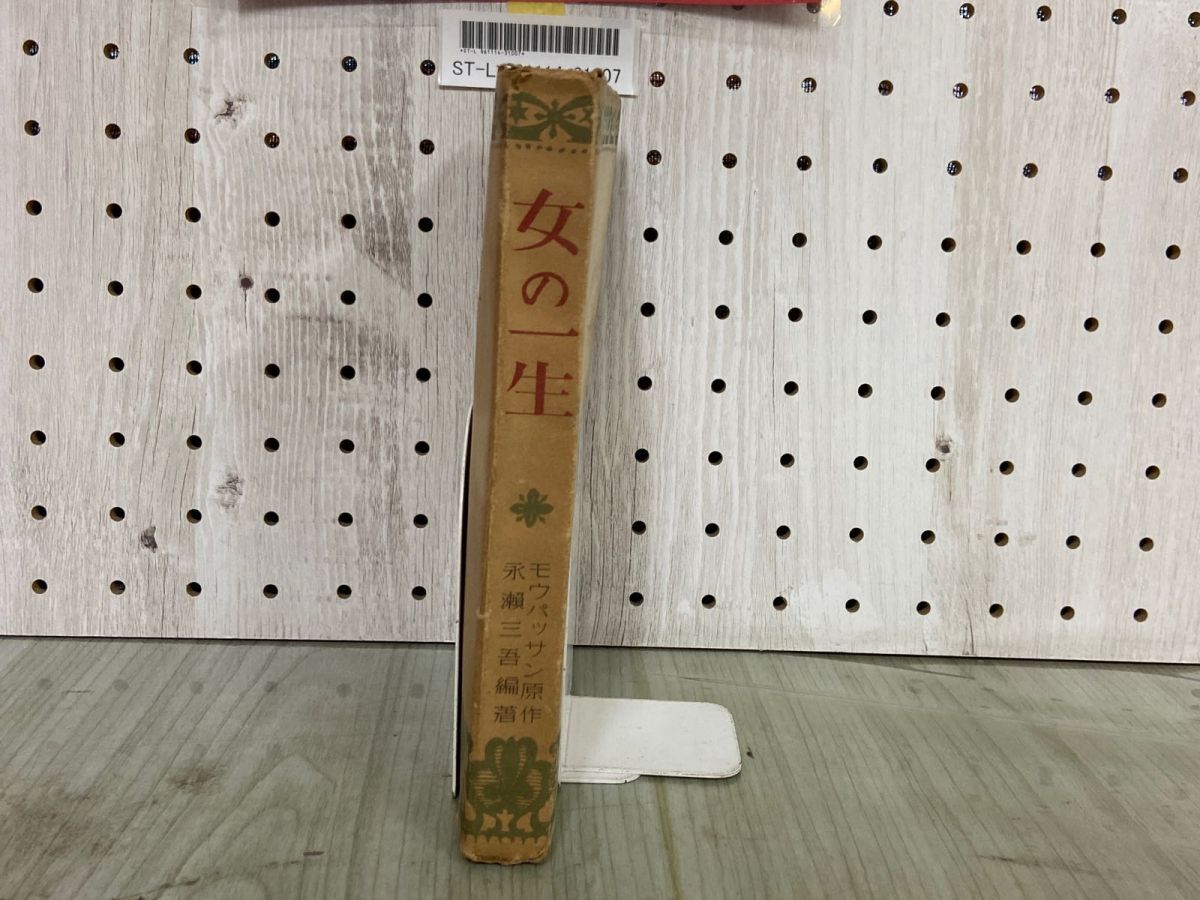 女の一生
モウパッサン原作
永瀬三吾編著